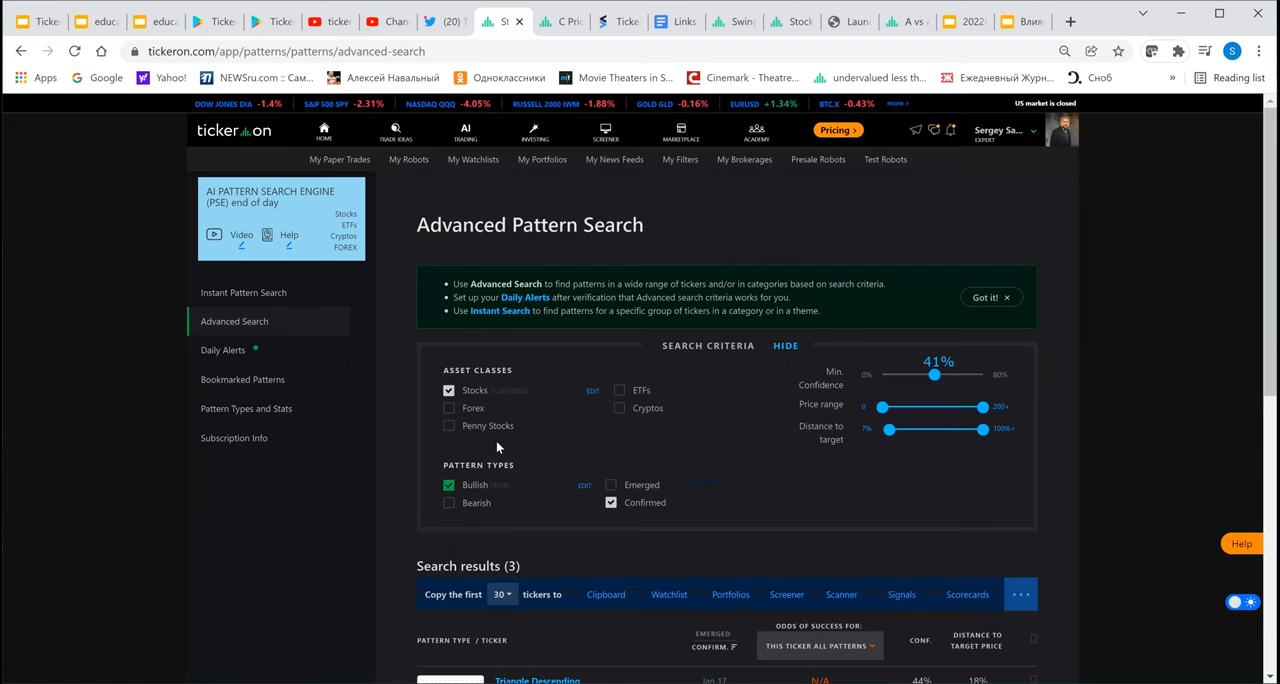 Ticker
educa
educa
Ticker
Ticker
ticker
Chan
(20) T
St
C Pric
Ticke
Links
Swing
Stock
Laun
A vs A
20220
Влия
tickeron.com/app/patterns/patterns/advanced-search
S
Apps
Google
Yahoo!
NEWSru.com :: Сам...
Алексей Навальный
Одноклассники
Movie Theaters in S...
Cinemark - Theatre...
undervalued less th...
Ежедневный Журн...
Сноб
»
Reading list
DOW JONES DIA -1.4%
S&P 500 SPY -2.31%
NASDAQ QQQ -4.05%
RUSSELL 2000 IWM -1.88%
GOLD GLD -0.16%
EURUSD +1.34%
BTC.X -0.43%
more >
US market is closed
tickeron
HOME
TRADE IDEAS
AI
TRADING
INVESTING
SCREENER
MARKETPLACE
ACADEMY
Pricing >
Sergey Sa...
EXPERT
My Paper Trades
My Robots
My Watchlists
My Portfolios
My News Feeds
My Filters
My Brokerages
Presale Robots
Test Robots
AI PATTERN SEARCH ENGINE
(PSE) end of day
Stocks
ETFs
Cryptos
FOREX
Video
Help
Instant Pattern Search
Advanced Search
Daily Alerts
Bookmarked Patterns
Pattern Types and Stats
Subscription Info
Advanced Pattern Search
• Use Advanced Search to find patterns in a wide range of tickers and/or in categories based on search criteria.
• Set up your Daily Alerts after verification that Advanced search criteria works for you.
• Use Instant Search to find patterns for a specific group of tickers in a category or in a theme.
Got it! ×
SEARCH CRITERIA HIDE
ASSET CLASSES
Stocks
EDIT
ETFs
Forex
Cryptos
Penny Stocks
PATTERN TYPES
Bullish
EDIT
Emerged
Bearish
Confirmed
41%
Min.
Confidence
0%
80%
Price range
0
200+
Distance to
target
7%
100%+
Search results (3)
Copy the first 30 tickers to
Clipboard
Watchlist
Portfolios
Screener
Scanner
Signals
Scorecards
...
PATTERN TYPE / TICKER
EMERGED
CONFIRM.
ODDS OF SUCCESS FOR:
THIS TICKER ALL PATTERNS
CONF.
DISTANCE TO
TARGET PRICE
Triangle Descending
Jan 17
N/A
44%
18%
Help